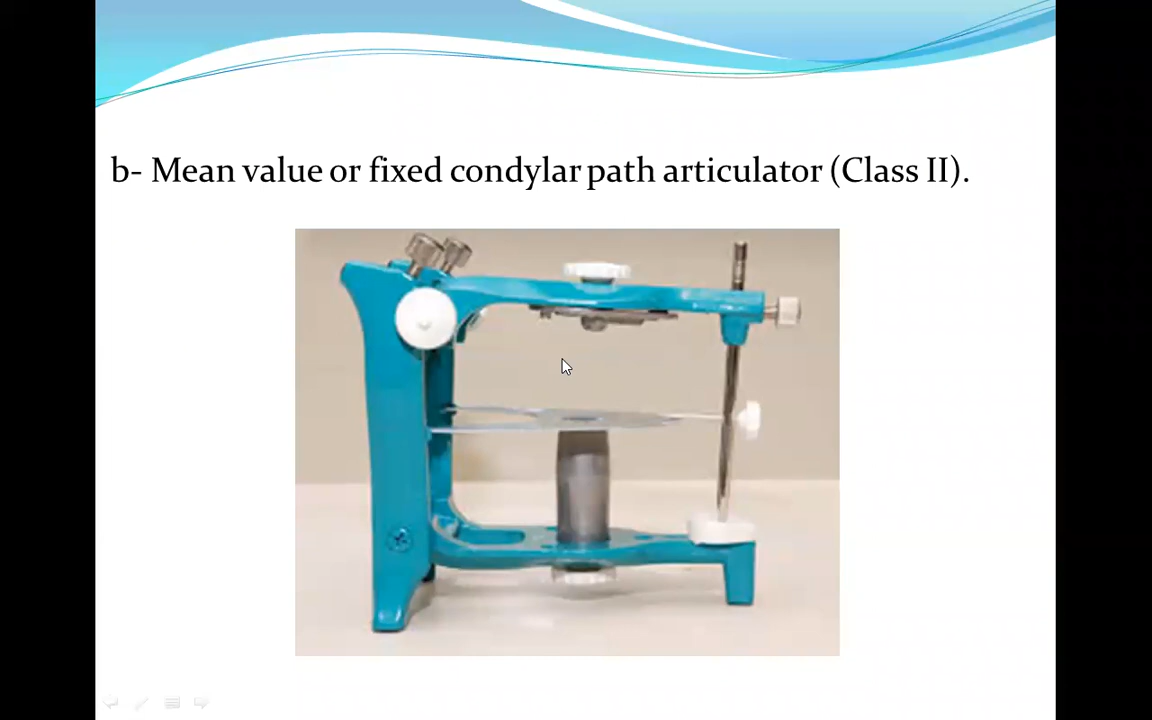 b- Mean value or fixed condylar path articulator (Class II).